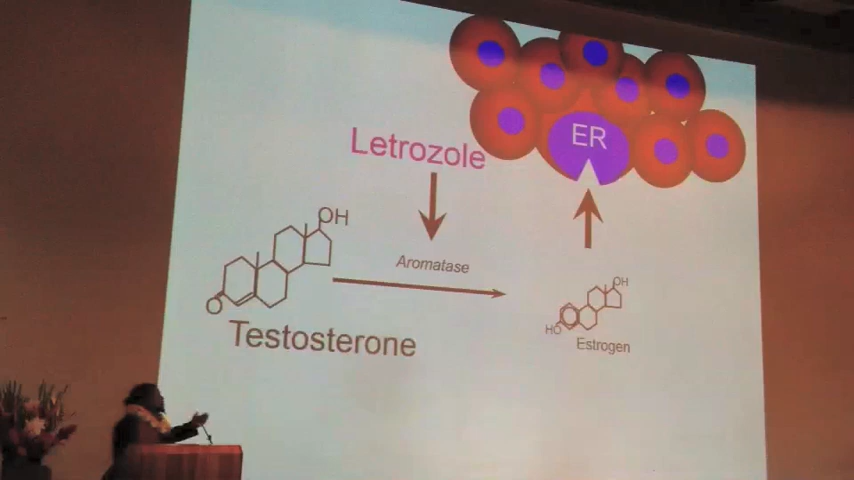 ER
Letrozole
OH
Aromatase
O
Testosterone
OH
HO
Estrogen